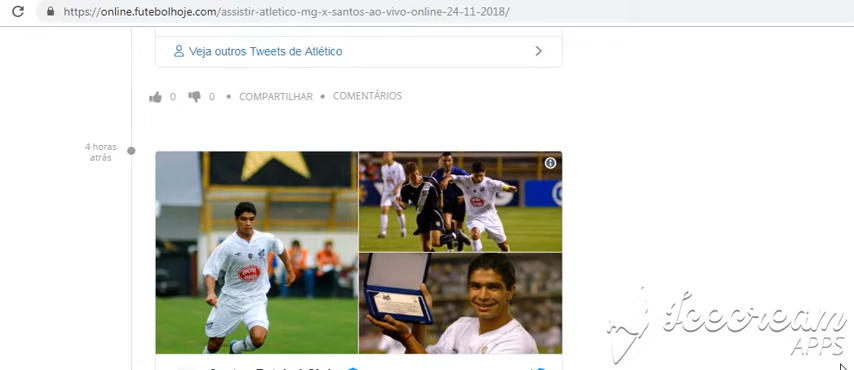 https://online.futebolhoje.com/assistir-atletico-mg-x-santos-ao-vivo-online-24-11-2018/
Veja outros Tweets de Atlético
0 0 • COMPARTILHAR • COMENTÁRIOS
4 horas
atrás
Icecream
APPS